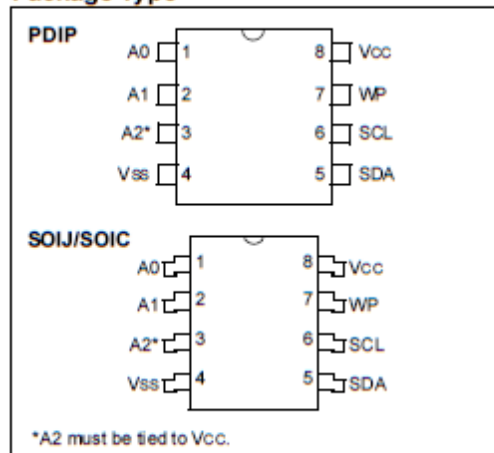 PDIP
A0 1 8 Vcc
A1 2 7 WP
A2* 3 6 SCL
Vss 4 5 SDA
SOIJ/SOIC
A0 1 8 Vcc
A1 2 7 WP
A2* 3 6 SCL
Vss 4 5 SDA
*A2 must be tied to Vcc.